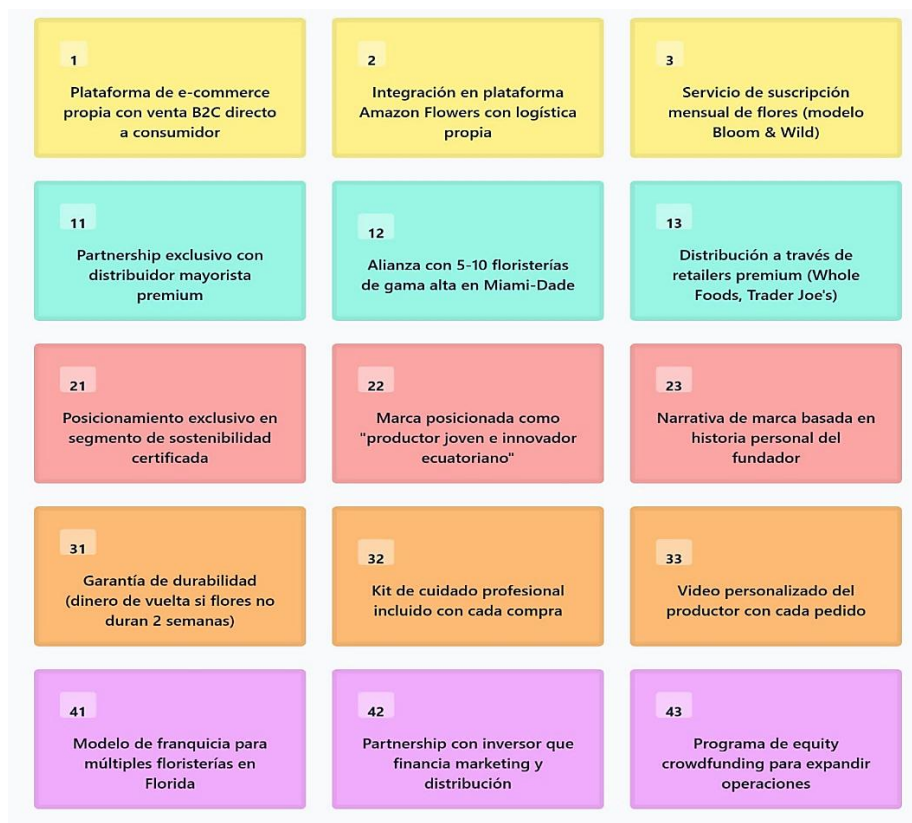 1
Plataforma de e-commerce
propia con venta B2C directo
a consumidor
2
Integración en plataforma
Amazon Flowers con logística
propia
3
Servicio de suscripción
mensual de flores (modelo
Bloom & Wild)
11
Partnership exclusivo con
distribuidor mayorista
premium
12
Alianza con 5-10 floristerías
de gama alta en Miami-Dade
13
Distribución a través de
retailers premium (Whole
Foods, Trader Joe's)
21
Posicionamiento exclusivo en
segmento de sostenibilidad
certificada
22
Marca posicionada como
"productor joven e innovador
ecuatoriano"
23
Narrativa de marca basada en
historia personal del
fundador
31
Garantía de durabilidad
(dinero de vuelta si flores no
duran 2 semanas)
32
Kit de cuidado profesional
incluido con cada compra
33
Video personalizado del
productor con cada pedido
41
Modelo de franquicia para
múltiples floristerías en
Florida
42
Partnership con inversor que
financia marketing y
distribución
43
Programa de equity
crowdfunding para expandir
operaciones